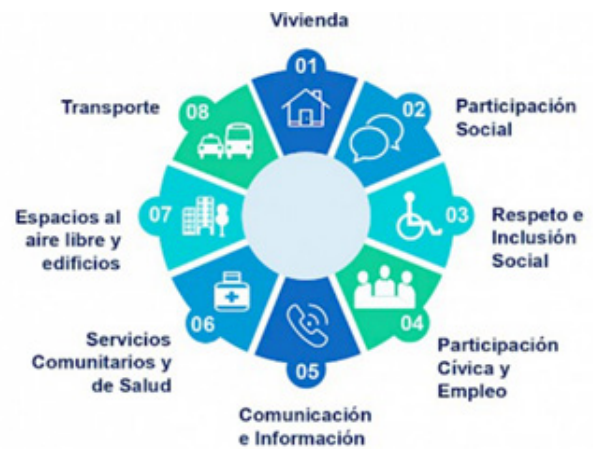 Vivienda
01
02
Participación
Social
03
Respeto e
Inclusión
Social
04
Participación
Cívica y
Empleo
05
Comunicación
e Información
06
Servicios
Comunitarios y
de Salud
07
Espacios al
aire libre y
edificios
08
Transporte